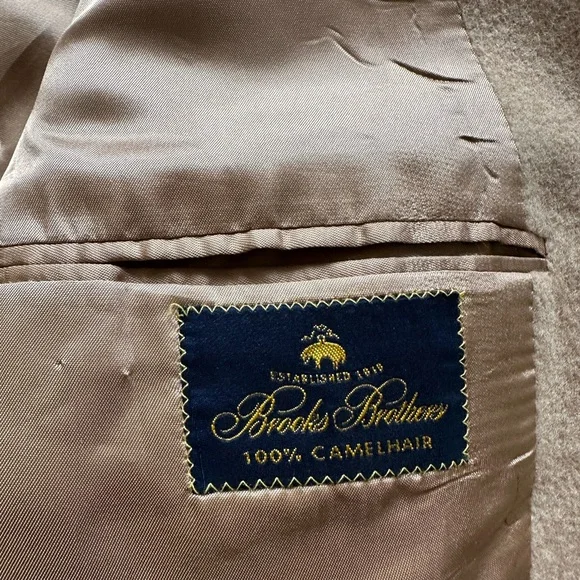 ESTABLISHED 1818
Brooks Brothers
100% CAMELHAIR